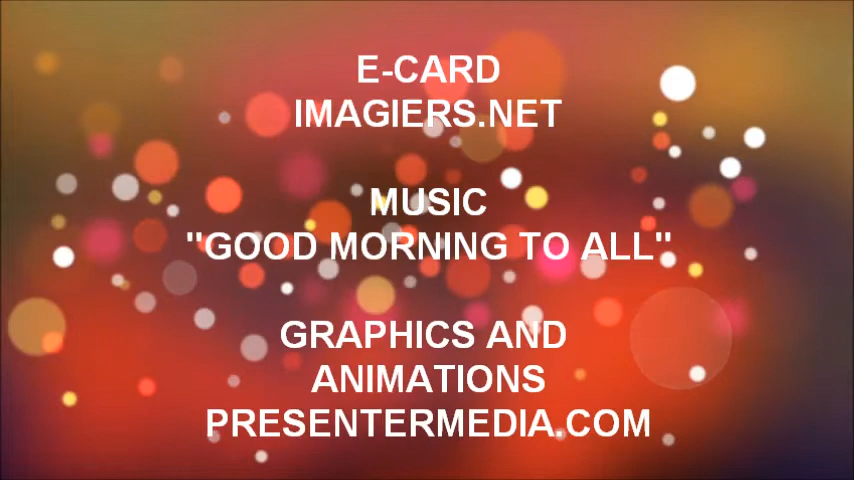 E-CARD
IMAGIERS.NET
MUSIC
"GOOD MORNING TO ALL"
GRAPHICS AND
ANIMATIONS
PRESENTERMEDIA.COM